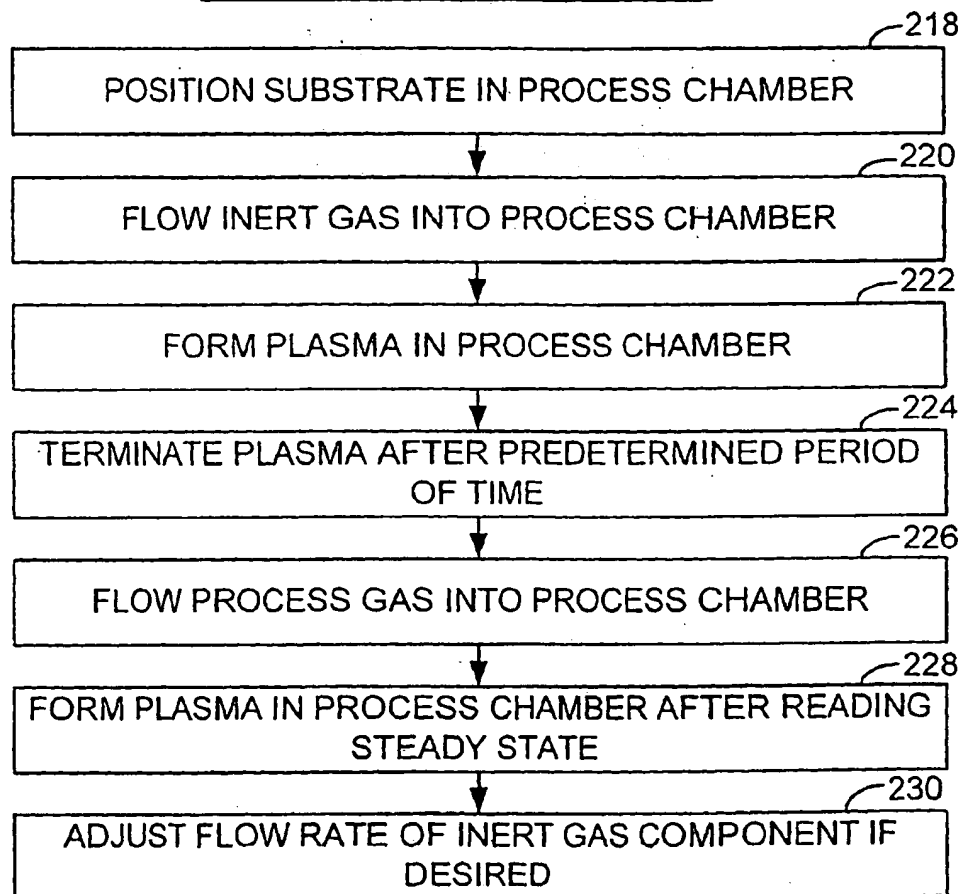 218
POSITION SUBSTRATE IN PROCESS CHAMBER
220
FLOW INERT GAS INTO PROCESS CHAMBER
222
FORM PLASMA IN PROCESS CHAMBER
224
TERMINATE PLASMA AFTER PREDETERMINED PERIOD
OF TIME
226
FLOW PROCESS GAS INTO PROCESS CHAMBER
228
FORM PLASMA IN PROCESS CHAMBER AFTER READING
STEADY STATE
230
ADJUST FLOW RATE OF INERT GAS COMPONENT IF
DESIRED